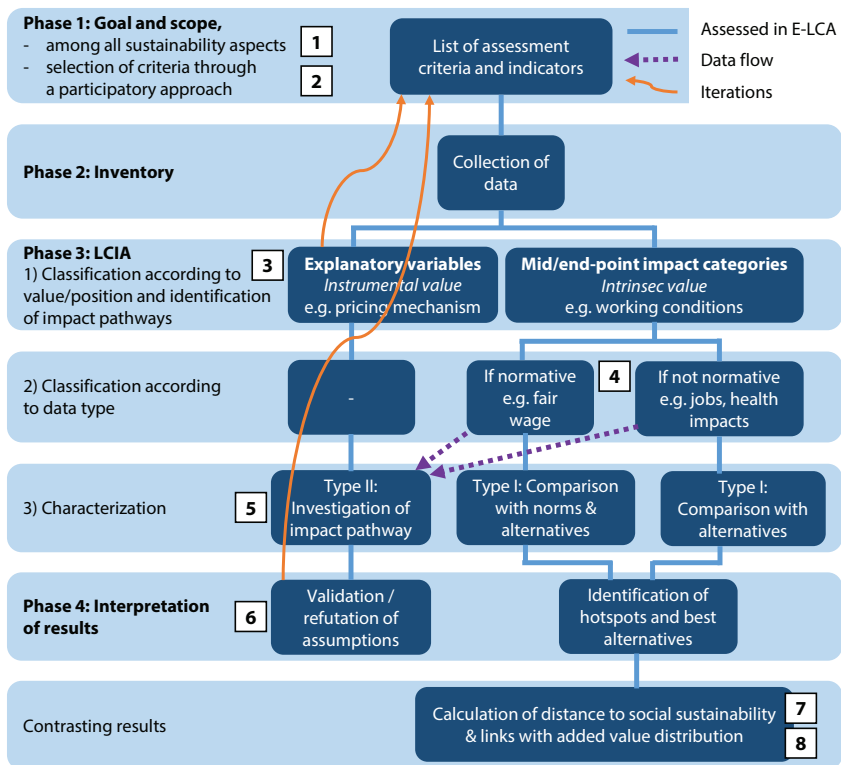 Phase 1: Goal and scope,
- among all sustainability aspects
1
- selection of criteria through
a participatory approach
2
List of assessment
criteria and indicators
Assessed in E-LCA
Data flow
Iterations
Phase 2: Inventory
Collection of
data
Phase 3: LCIA
1) Classification according to
value/position and identification
of impact pathways
3
Explanatory variables
Instrumental value
e.g. pricing mechanism
Mid/end-point impact categories
Intrinsec value
e.g. working conditions
2) Classification according
to data type
-
If normative
e.g. fair
wage
4
If not normative
e.g. jobs, health
impacts
3) Characterization
5
Type II:
Investigation of
impact pathway
Type I: Comparison
with norms &
alternatives
Type I:
Comparison with
alternatives
Phase 4: Interpretation
of results
6
Validation /
refutation of
assumptions
Identification of
hotspots and best
alternatives
Contrasting results
Calculation of distance to social sustainability
& links with added value distribution
7
8